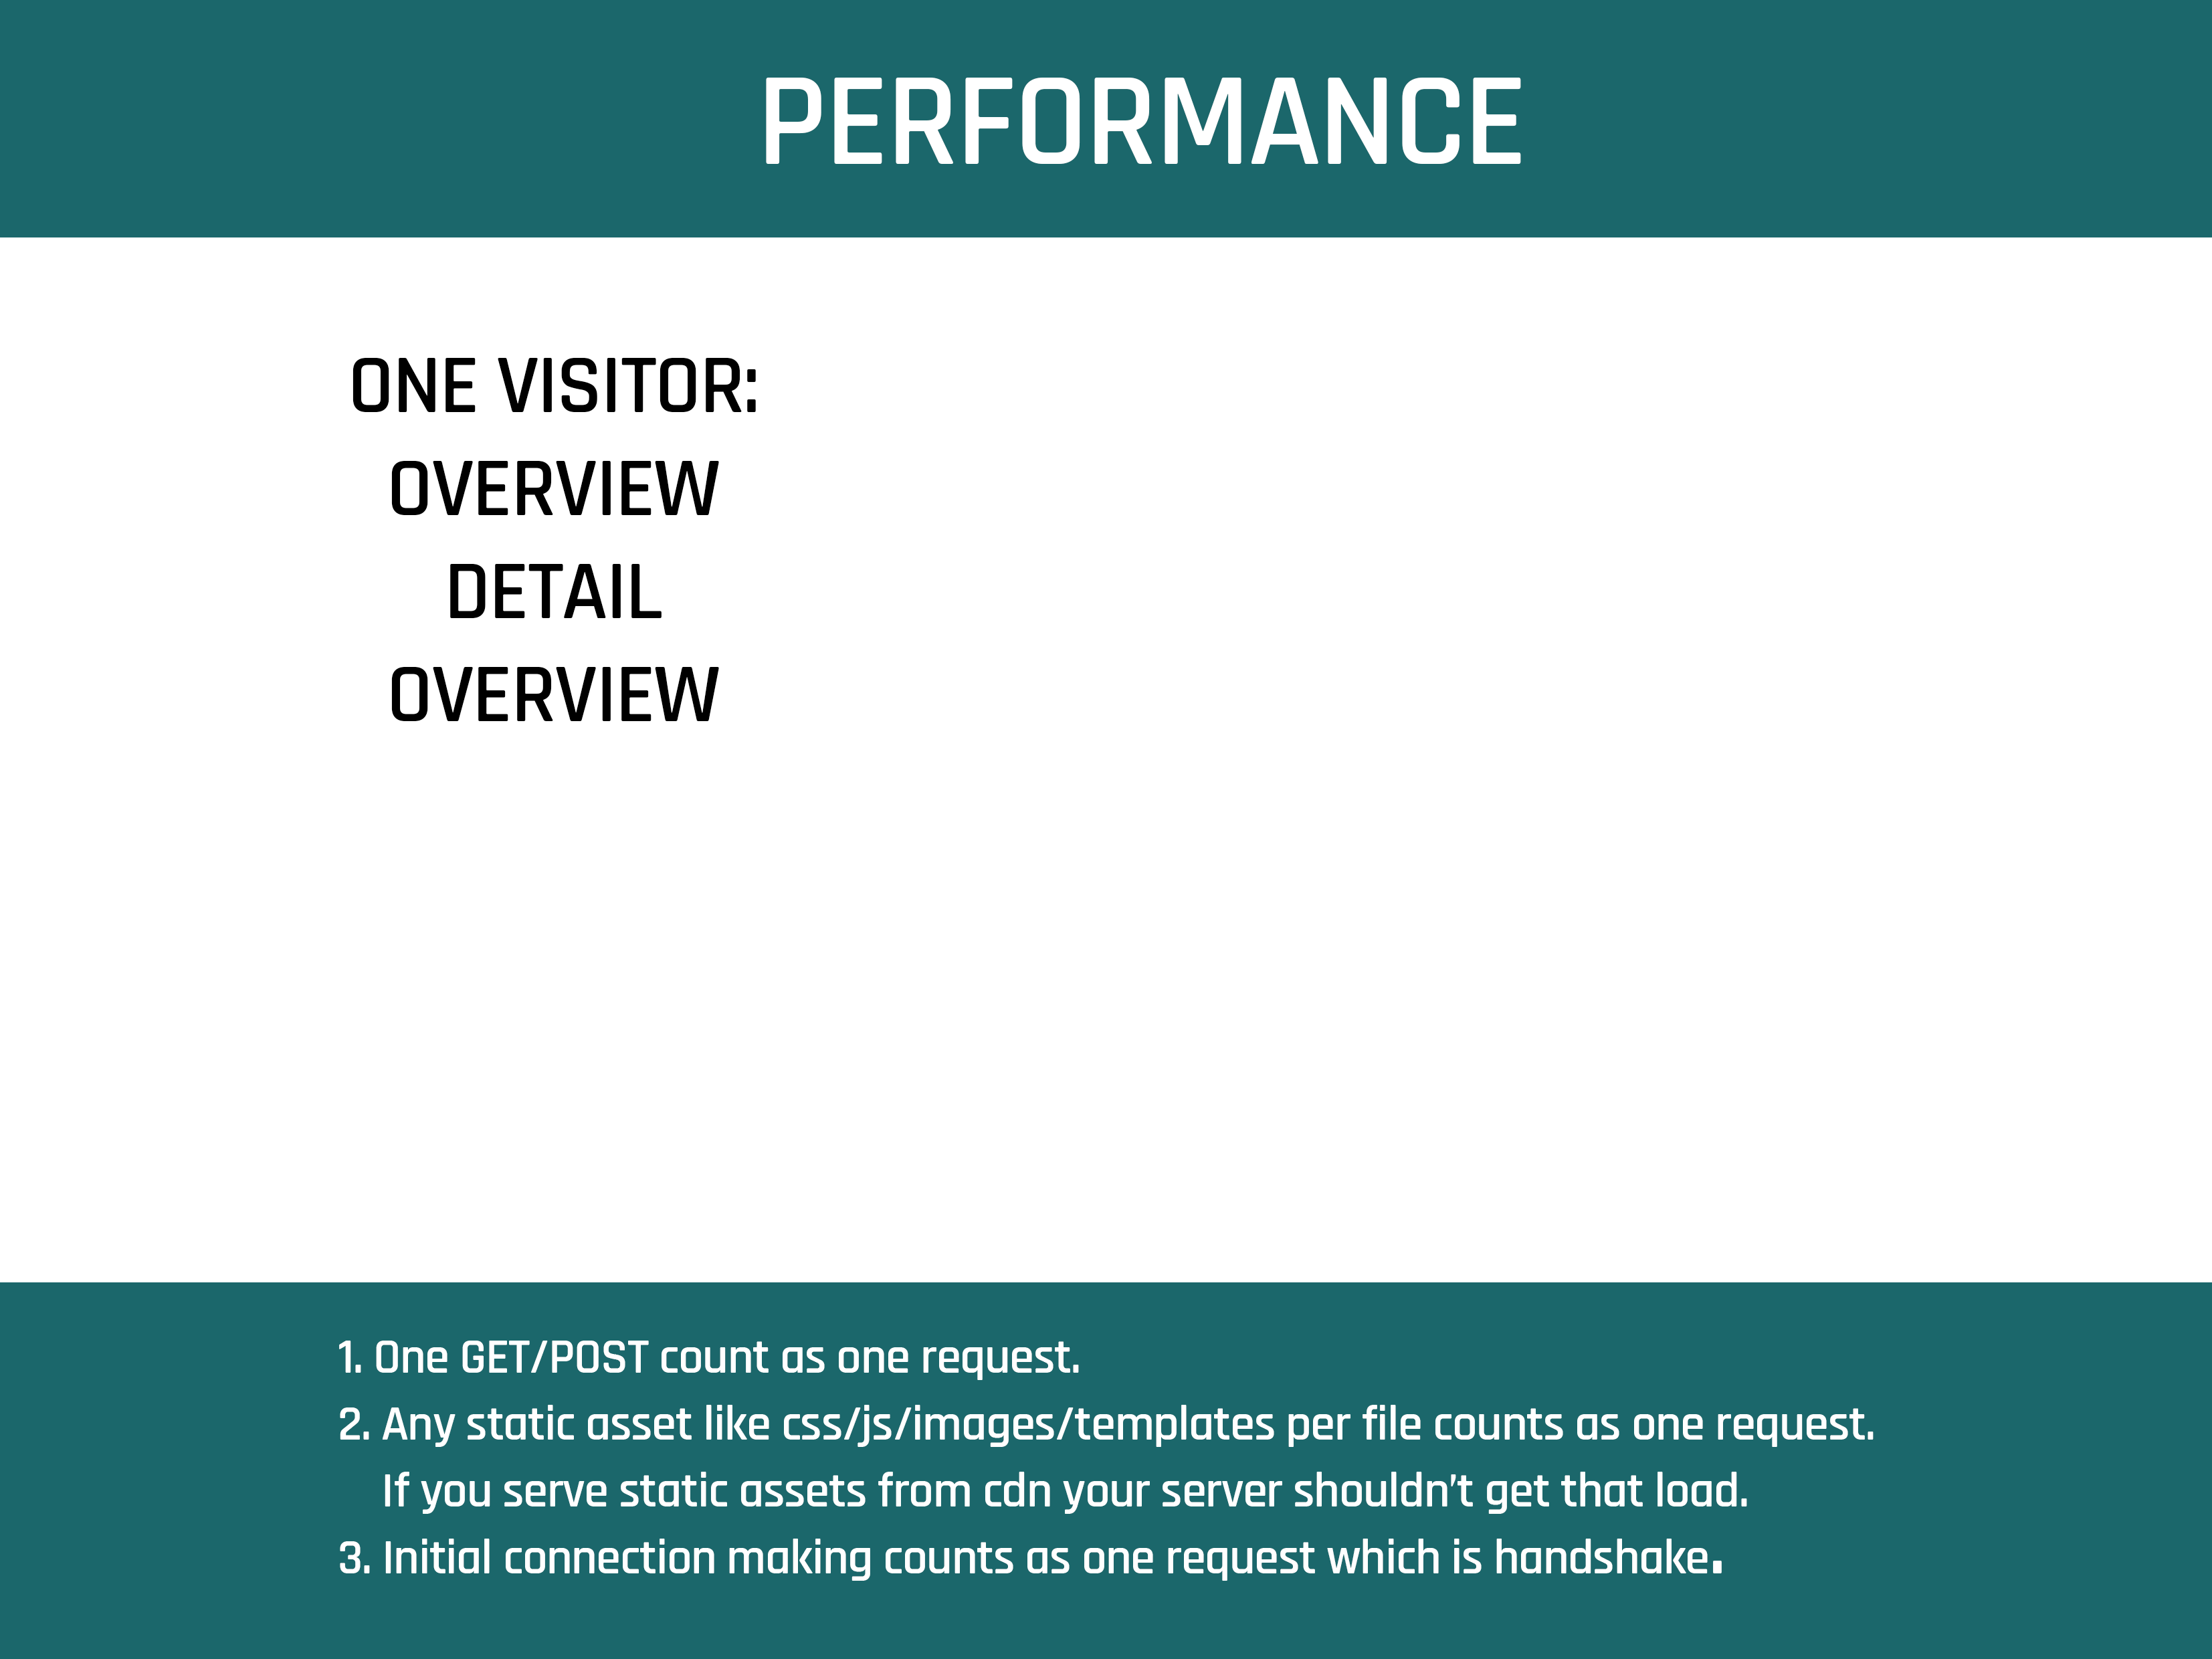 PERFORMANCE
ONE VISITOR:
OVERVIEW
DETAIL
OVERVIEW
1. One GET/POST count as one request.
2. Any static asset like css/js/images/templates per file counts as one request.
If you serve static assets from cdn your server shouldn't get that load.
3. Initial connection making counts as one request which is handshake.